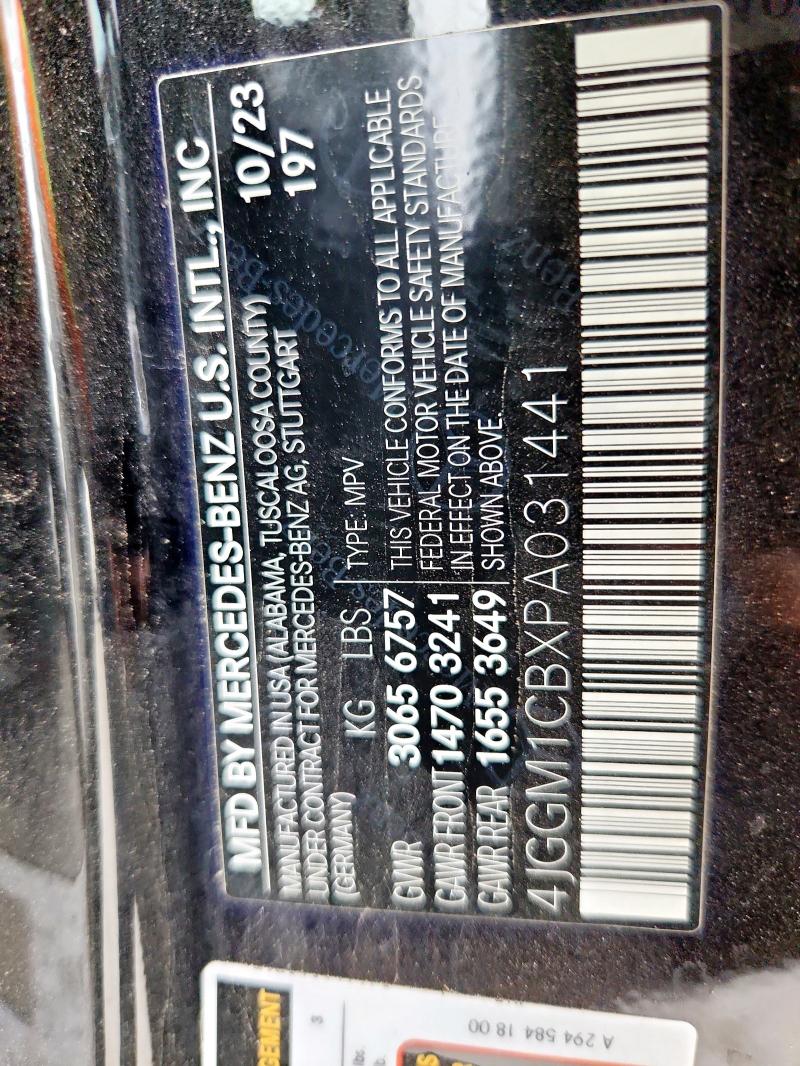 MFD BY MERCEDES-BENZ U.S. INTL., INC
MANUFACTURED IN USA (ALABAMA, TUSCALOOSA COUNTY) 10/23
UNDER CONTRACT FOR MERCEDES-BENZ AG, STUTTGART 197
(GERMANY)
KG LBS TYPE: MPV
GVWR 3065 6757 THIS VEHICLE CONFORMS TO ALL APPLICABLE
GAWR FRONT 1470 3241 FEDERAL MOTOR VEHICLE SAFETY STANDARDS
GAWR REAR 1655 3649 IN EFFECT ON THE DATE OF MANUFACTURE
SHOWN ABOVE.
4JGGM1CBXPA031441
GEMENT
3
lbs.
A 294 584 18 00